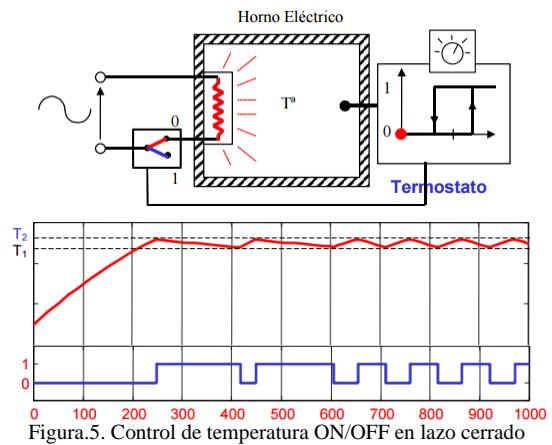 Horno Eléctrico
Tª
0
1
1
0
Termostato
T2
T1
1
0
0 100 200 300 400 500 600 700 800 900 1000
Figura.5. Control de temperatura ON/OFF en lazo cerrado